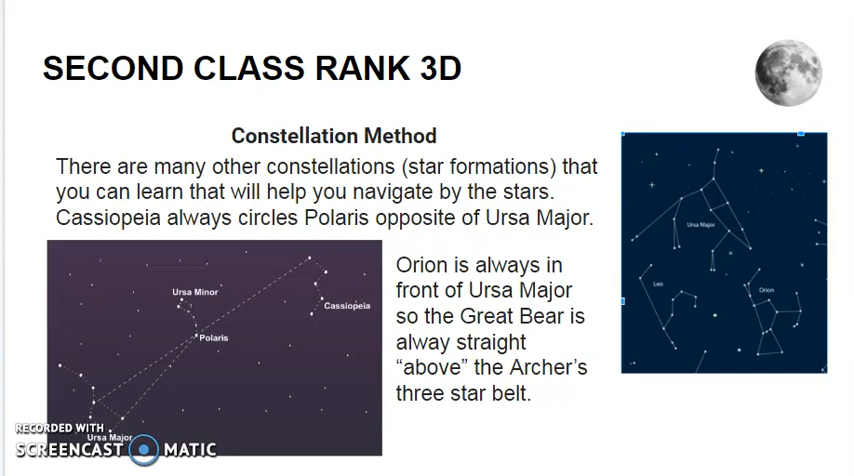 SECOND CLASS RANK 3D
Constellation Method
There are many other constellations (star formations) that
you can learn that will help you navigate by the stars.
Cassiopeia always circles Polaris opposite of Ursa Major.
Ursa Minor
Cassiopeia
Polaris
Ursa Major
Orion is always in
front of Ursa Major
so the Great Bear is
alway straight
“above” the Archer’s
three star belt.
Ursa Major
Leo
Orion
RECORDED WITH
SCREENCAST MATIC